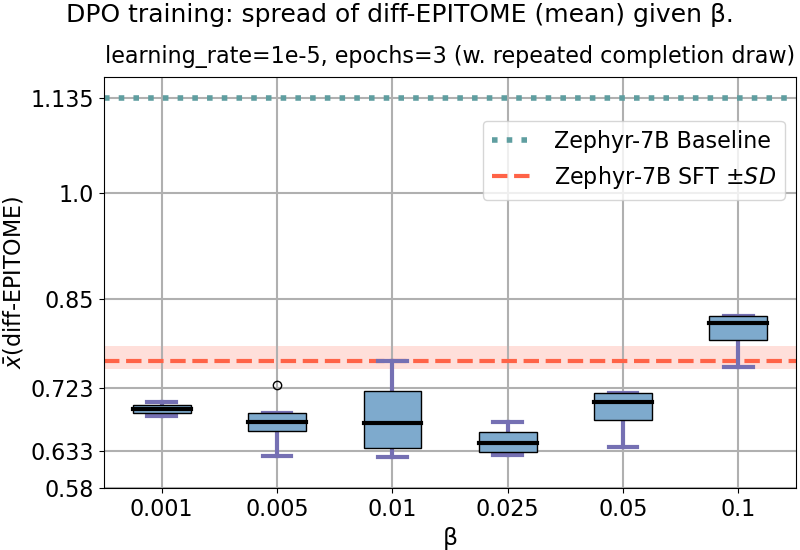 DPO training: spread of diff-EPITOME (mean) given β.
learning_rate=1e-5, epochs=3 (w. repeated completion draw)
x̄(diff-EPITOME)
1.135
1.0
0.85
0.723
0.633
0.58
Zephyr-7B Baseline
Zephyr-7B SFT ±SD
0.001 0.005 0.01 0.025 0.05 0.1
β